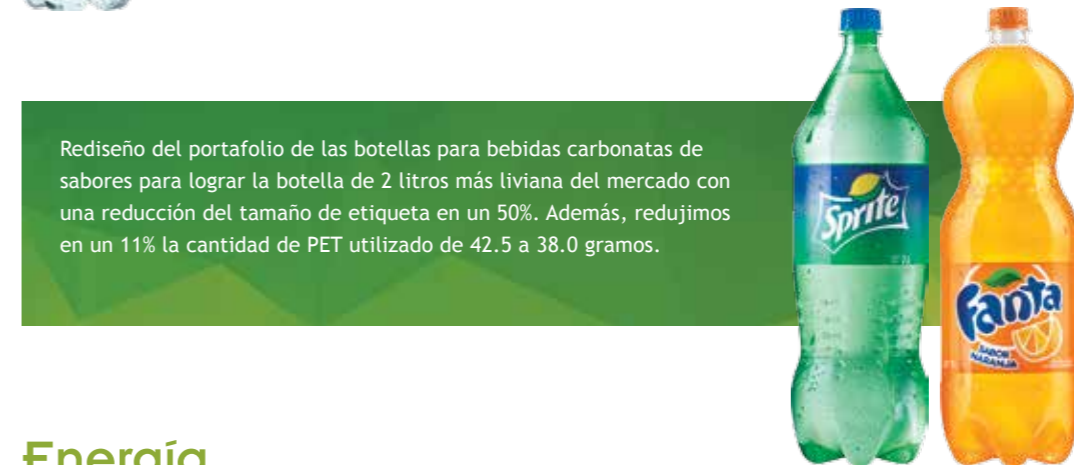 Rediseño del portafolio de las botellas para bebidas carbonatas de
sabores para lograr la botella de 2 litros más liviana del mercado con
una reducción del tamaño de etiqueta en un 50%. Además, redujimos
en un 11% la cantidad de PET utilizado de 42.5 a 38.0 gramos.
Sprite
Fanta
SABOR
NARANJA
Energía